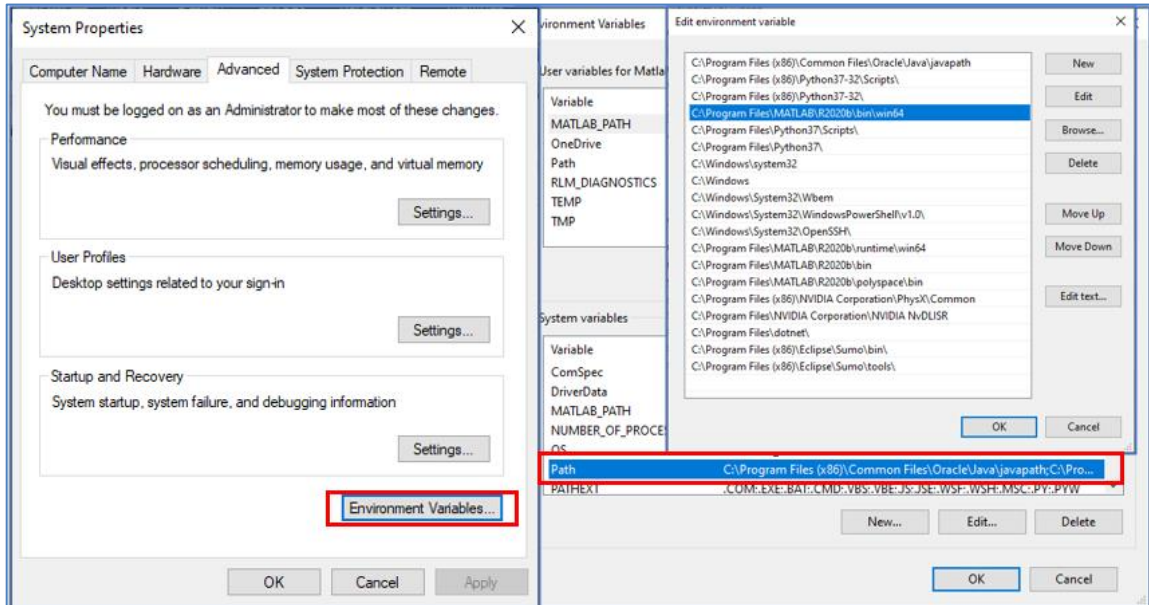 System Properties
Computer Name Hardware Advanced System Protection Remote
You must be logged on as an Administrator to make most of these changes.
Performance
Visual effects, processor scheduling, memory usage, and virtual memory
Settings...
User Profiles
Desktop settings related to your sign-in
Settings...
Startup and Recovery
System startup, system failure, and debugging information
Settings...
Environment Variables...
OK Cancel Apply
vironment Variables
User variables for Matla
Variable
MATLAB_PATH
OneDrive
Path
RLM_DIAGNOSTICS
TEMP
TMP
System variables
Variable
ComSpec
DriverData
MATLAB_PATH
NUMBER_OF_PROCE
OS
Path C:\Program Files (x86)\Common Files\Oracle\Java\javapath;C:\Pro...
PATHEXT .COM;.EXE;.BAT;.CMD;.VBS;.VBE;.JS;.JSE;.WSF;.WSH;.MSC;.PY;.PYW
New... Edit... Delete
OK Cancel
Edit environment variable
C:\Program Files (x86)\Common Files\Oracle\Java\javapath
C:\Program Files (x86)\Python37-32\Scripts\
C:\Program Files (x86)\Python37-32\
C:\Program Files\MATLAB\R2020b\bin\win64
C:\Program Files\Python37\Scripts\
C:\Program Files\Python37\
C:\Windows\system32
C:\Windows
C:\Windows\System32\Wbem
C:\Windows\System32\WindowsPowerShell\v1.0\
C:\Windows\System32\OpenSSH\
C:\Program Files\MATLAB\R2020b\runtime\win64
C:\Program Files\MATLAB\R2020b\bin
C:\Program Files\MATLAB\R2020b\polyspace\bin
C:\Program Files (x86)\NVIDIA Corporation\PhysX\Common
C:\Program Files\NVIDIA Corporation\NVIDIA NvDLISR
C:\Program Files\dotnet\
C:\Program Files (x86)\Eclipse\Sumo\bin\
C:\Program Files (x86)\Eclipse\Sumo\tools\
New
Edit
Browse...
Delete
Move Up
Move Down
Edit text...
OK Cancel